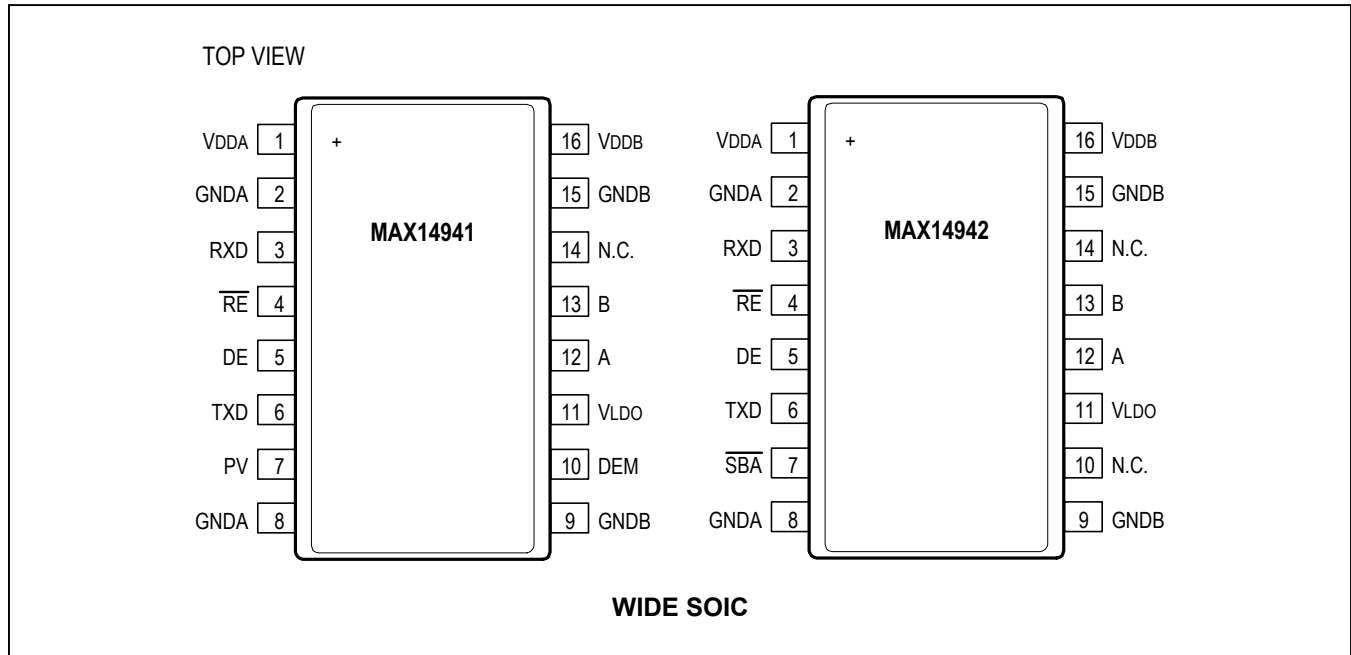 TOP VIEW
VDDA 1 + 16 VDDB
GNDA 2 15 GNDB
MAX14941
RXD 3 14 N.C.
RE 4 13 B
DE 5 12 A
TXD 6 11 VLDO
PV 7 10 DEM
GNDA 8 9 GNDB
VDDA 1 + 16 VDDB
GNDA 2 15 GNDB
MAX14942
RXD 3 14 N.C.
RE 4 13 B
DE 5 12 A
TXD 6 11 VLDO
SBA 7 10 N.C.
GNDA 8 9 GNDB
WIDE SOIC